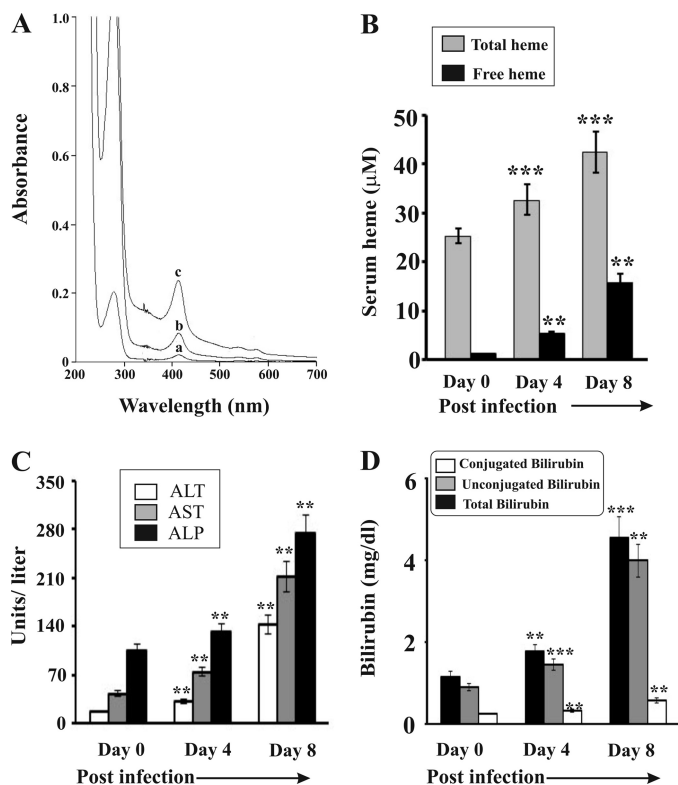 A
Absorbance
1.0
0.8
0.6
0.4
0.2
0
c
b
a
200 300 400 500 600 700
Wavelength (nm)
B
Total heme
Free heme
Serum heme (μM)
50
40
30
20
10
0
***
***
**
**
Day 0 Day 4 Day 8
Post infection
C
ALT
AST
ALP
Units/ liter
350
280
210
140
70
0
**
**
**
**
**
**
Day 0 Day 4 Day 8
Post infection
D
Conjugated Bilirubin
Unconjugated Bilirubin
Total Bilirubin
Bilirubin (mg/dl)
6
4
2
0
***
**
** ***
**
**
Day 0 Day 4 Day 8
Post infection